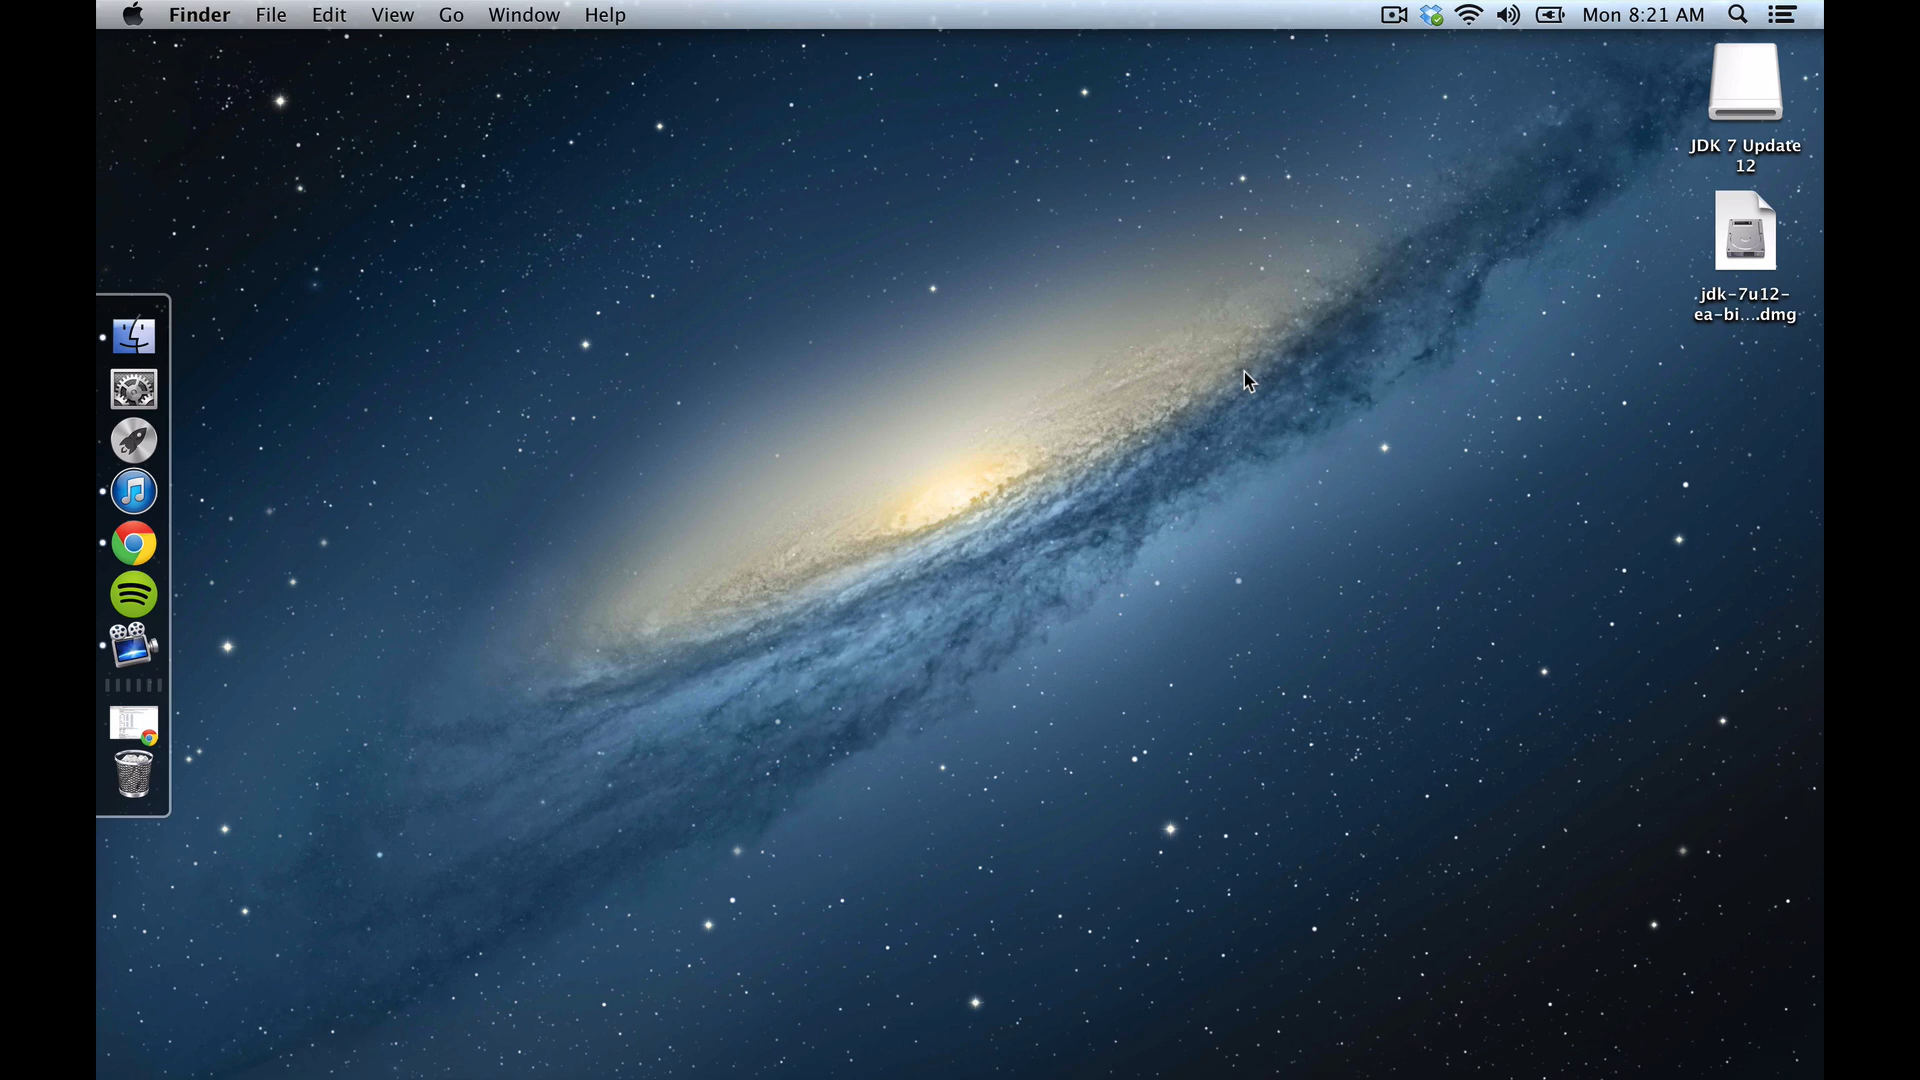 Finder File Edit View Go Window Help Mon 8:21 AM
JDK 7 Update
12
jdk-7u12-
ea-bi...dmg